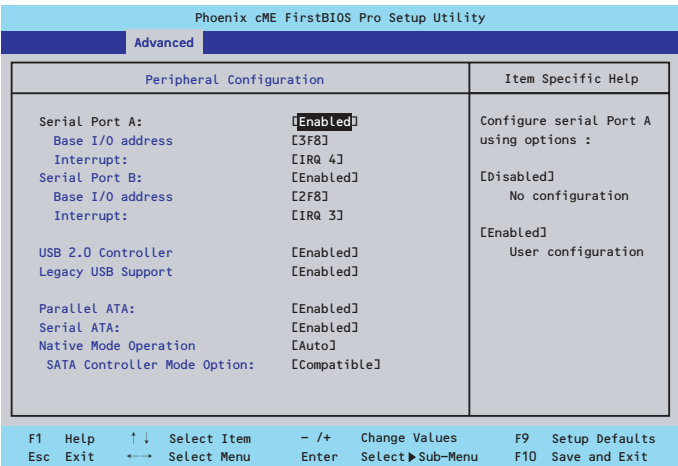 Phoenix cME FirstBIOS Pro Setup Utility
Advanced
Peripheral Configuration
Serial Port A: [Enabled]
Base I/O address [3F8]
Interrupt: [IRQ 4]
Serial Port B: [Enabled]
Base I/O address [2F8]
Interrupt: [IRQ 3]
USB 2.0 Controller [Enabled]
Legacy USB Support [Enabled]
Parallel ATA: [Enabled]
Serial ATA: [Enabled]
Native Mode Operation [Auto]
SATA Controller Mode Option: [Compatible]
Item Specific Help
Configure serial Port A
using options :
[Disabled]
No configuration
[Enabled]
User configuration
F1 Help ↑↓ Select Item - /+ Change Values F9 Setup Defaults
Esc Exit ←→ Select Menu Enter Select▶Sub-Menu F10 Save and Exit